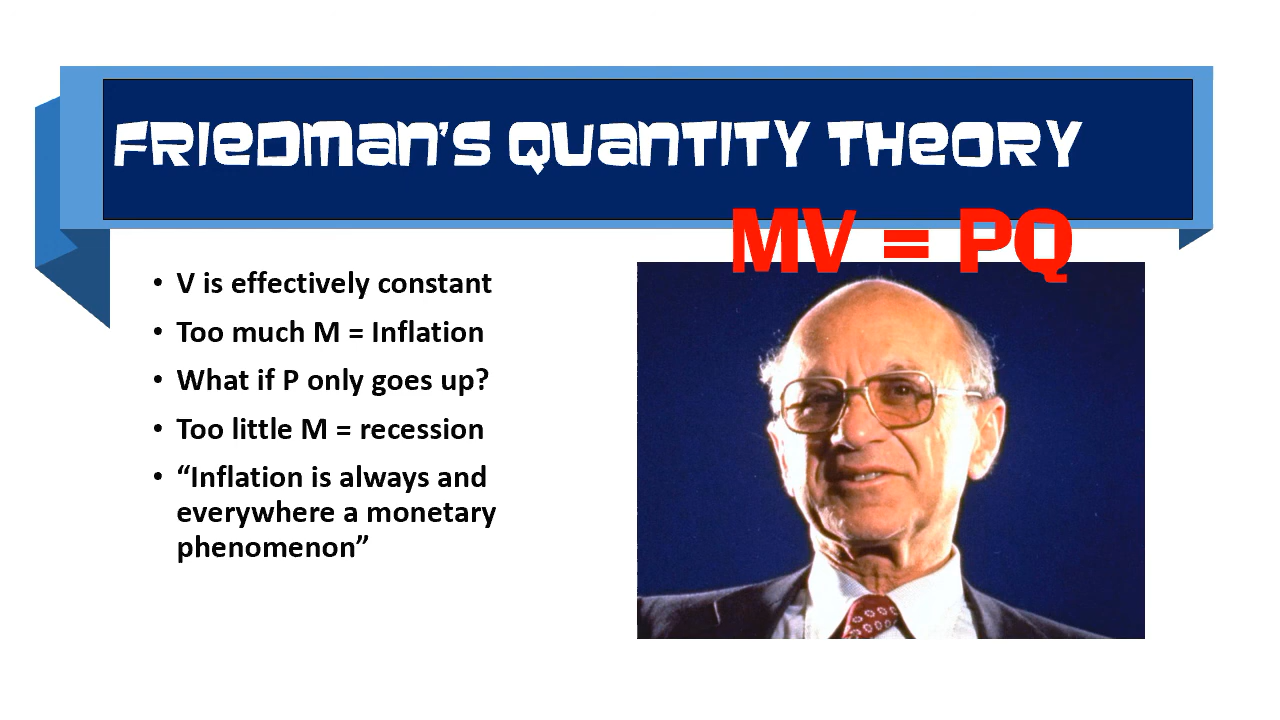 Friedman's Quantity Theory
MV = PQ
• V is effectively constant
• Too much M = Inflation
• What if P only goes up?
• Too little M = recession
• “Inflation is always and
everywhere a monetary
phenomenon”